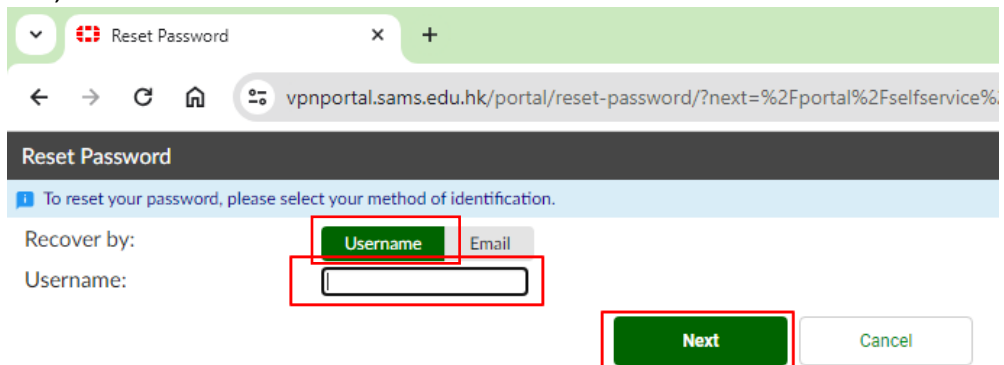 Reset Password
vpnportal.sams.edu.hk/portal/reset-password/?next=%2Fportal%2Fselfservice%
Reset Password
To reset your password, please select your method of identification.
Recover by: Username Email
Username:
Next Cancel